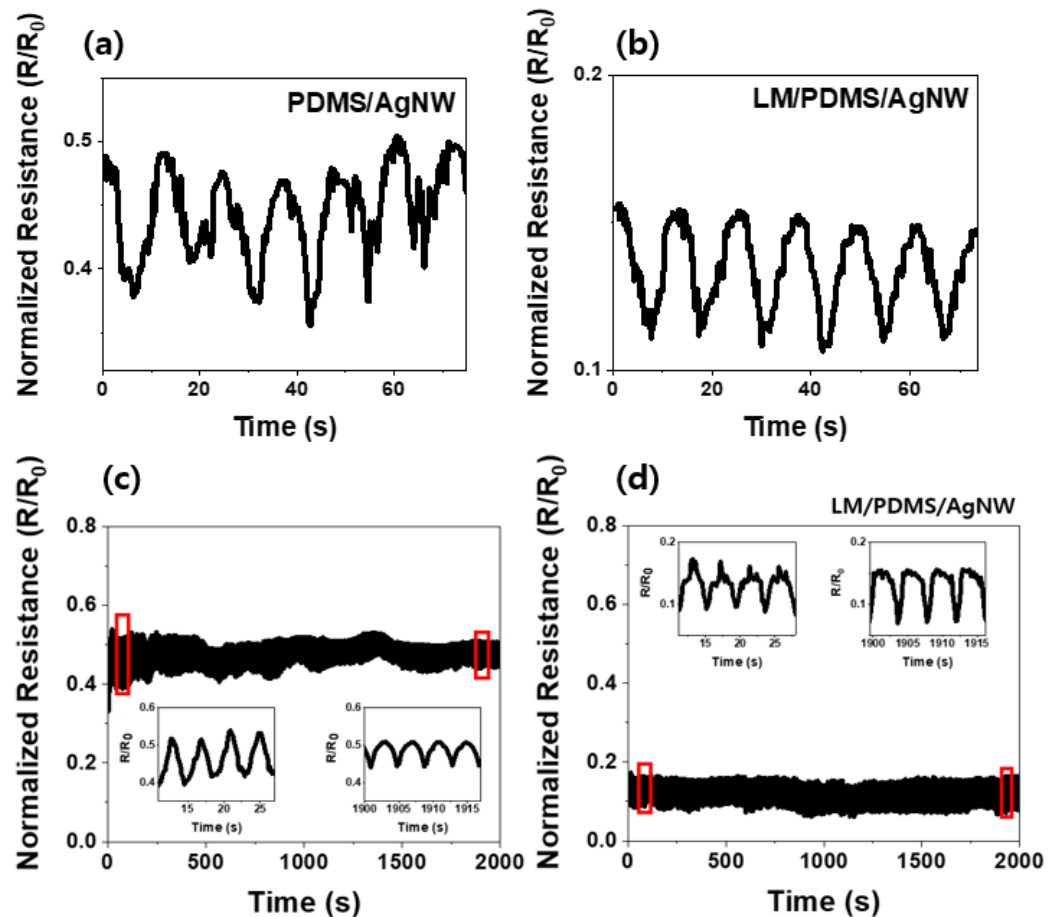 (a)
PDMS/AgNW
Normalized Resistance (R/R0)
0.5
0.4
0 20 40 60
Time (s)
(b)
LM/PDMS/AgNW
Normalized Resistance (R/R0)
0.2
0.1
0 20 40 60
Time (s)
(c)
Normalized Resistance (R/R0)
0.8
0.6
0.4
0.2
0.0
0 500 1000 1500 2000
Time (s)
R/R0
0.6
0.5
0.4
15 21 25
Time (s)
R/R0
0.6
0.5
0.4
1900 1905 1910 1915
Time (s)
(d)
LM/PDMS/AgNW
Normalized Resistance (R/R0)
0.8
0.6
0.4
0.2
0.0
0 500 1000 1500 2000
Time (s)
R/R0
0.2
0.1
15 21 25
Time (s)
R/R0
0.2
0.1
1900 1905 1910 1915
Time (s)